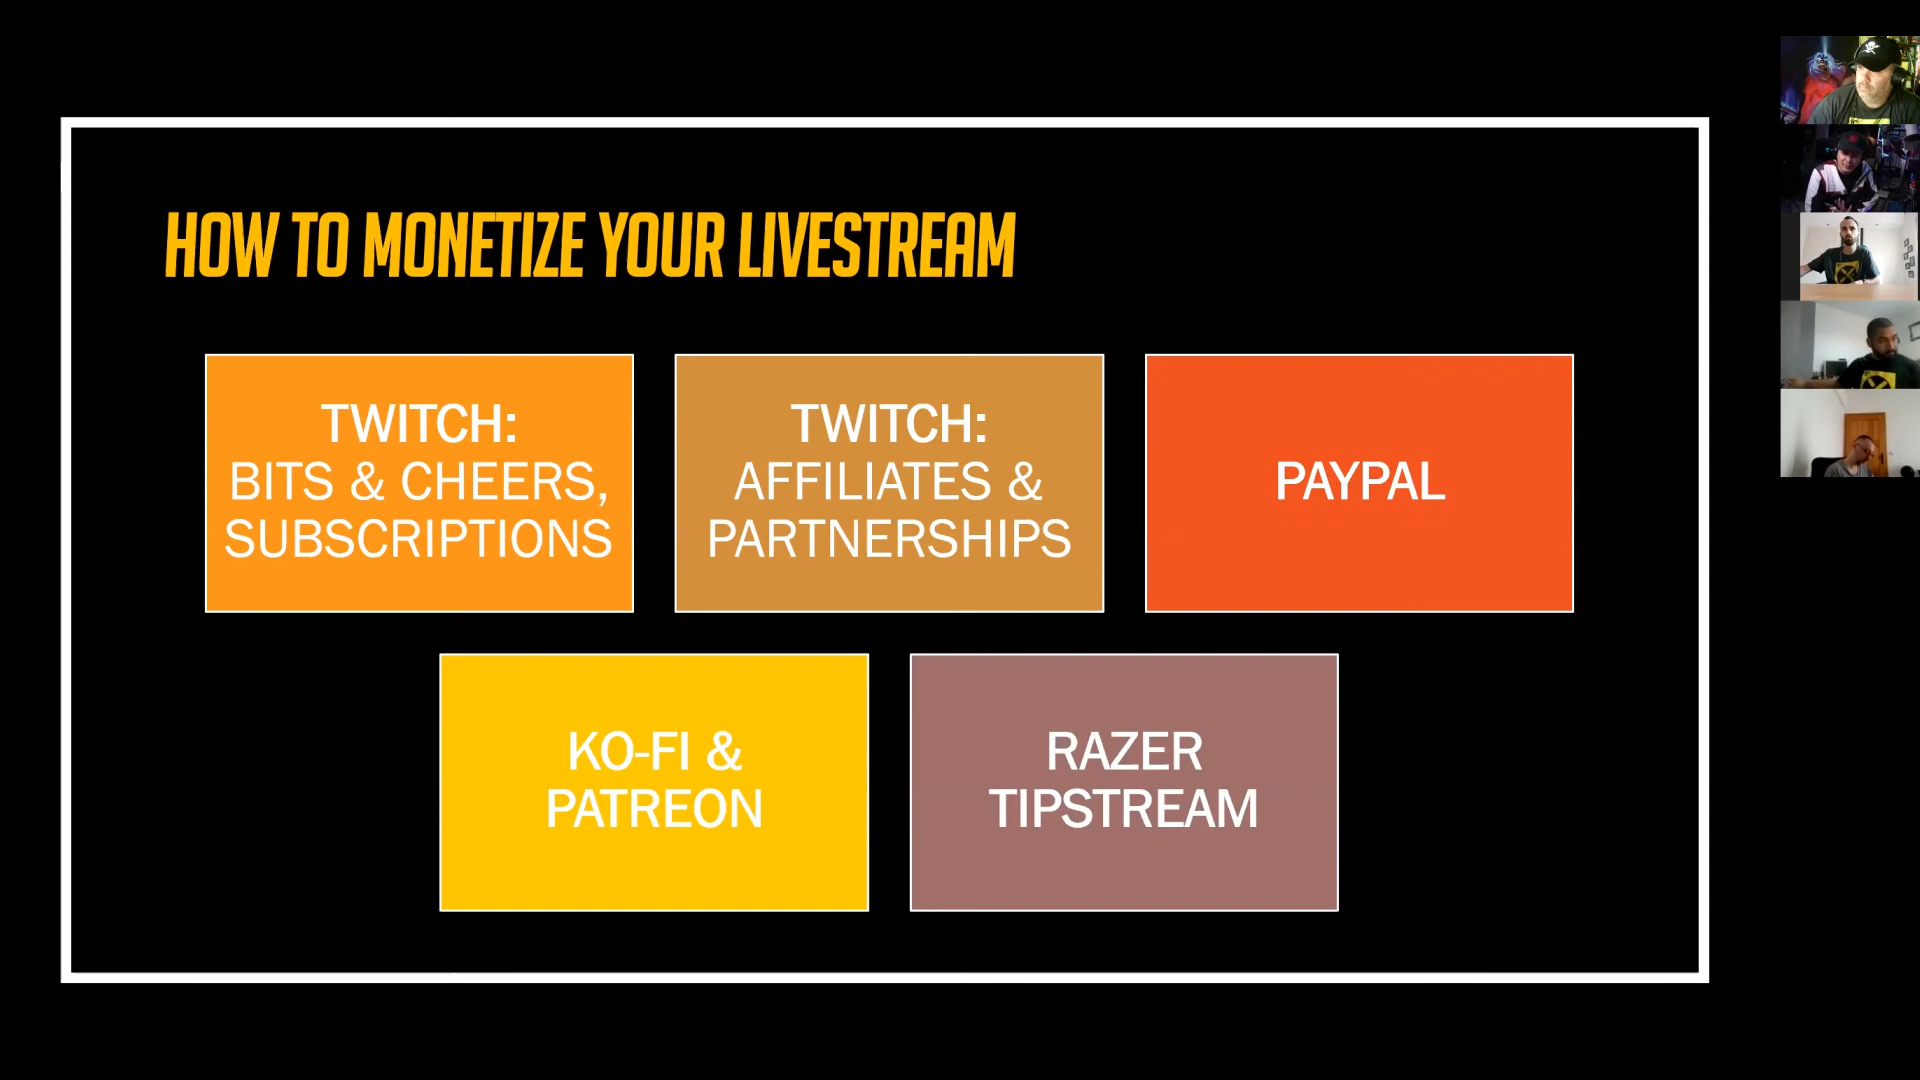 HOW TO MONETIZE YOUR LIVESTREAM
TWITCH:
BITS & CHEERS,
SUBSCRIPTIONS
TWITCH:
AFFILIATES &
PARTNERSHIPS
PAYPAL
KO-FI &
PATREON
RAZER
TIPSTREAM